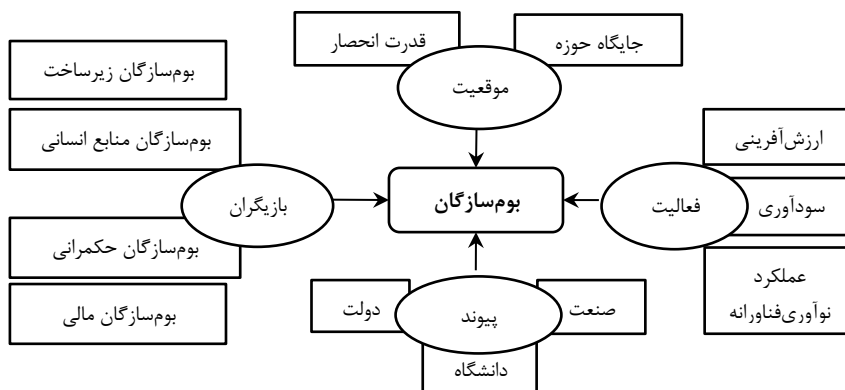 جایگاه حوزه
قدرت انحصار
موقعیت
بوم‌سازگان زیرساخت
بوم‌سازگان منابع انسانی
بازیگران
بوم‌سازگان حکمرانی
بوم‌سازگان مالی
بوم‌سازگان
ارزش‌آفرینی
سودآوری
فعالیت
عملکرد
نوآوری‌فناورانه
صنعت
پیوند
دولت
دانشگاه